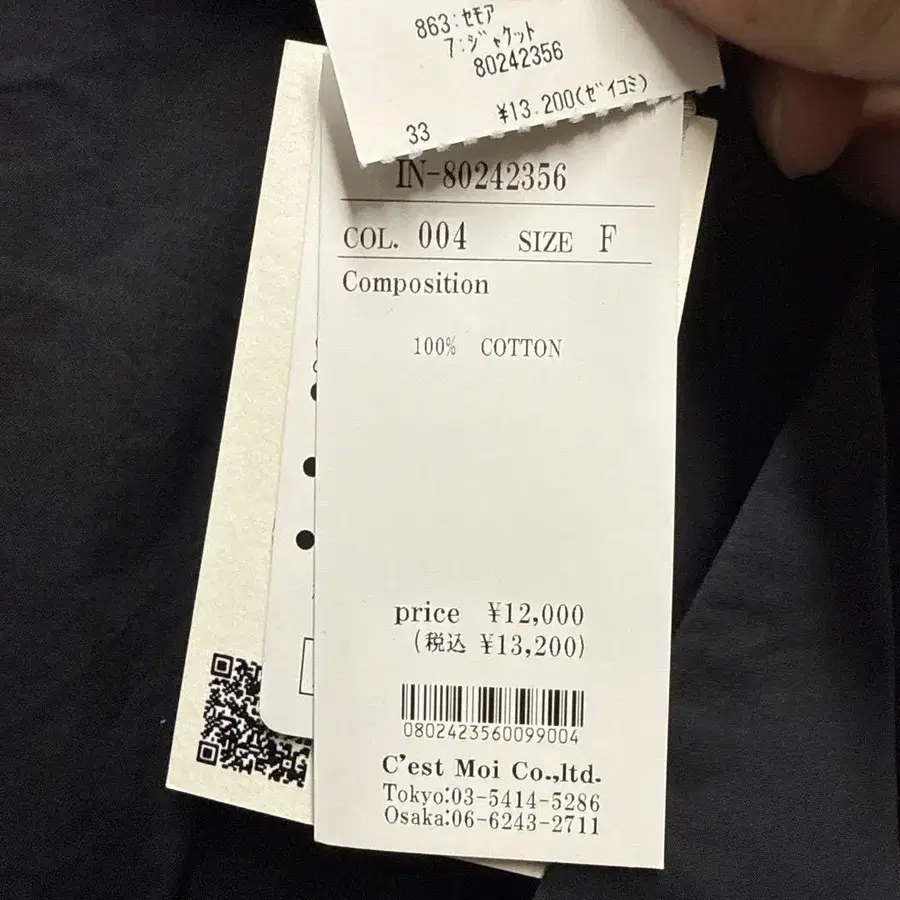 863:ｾﾓｱ
7:ｼﾞｬｹｯﾄ
80242356
¥13.200(ｾﾞｲｺﾐ)
33
IN-80242356
COL. 004 SIZE F
Composition
100% COTTON
price ¥12,000
(税込 ¥13,200)
0802423560099004
C'est Moi Co.,ltd.
Tokyo:03-5414-5286
Osaka:06-6243-2711